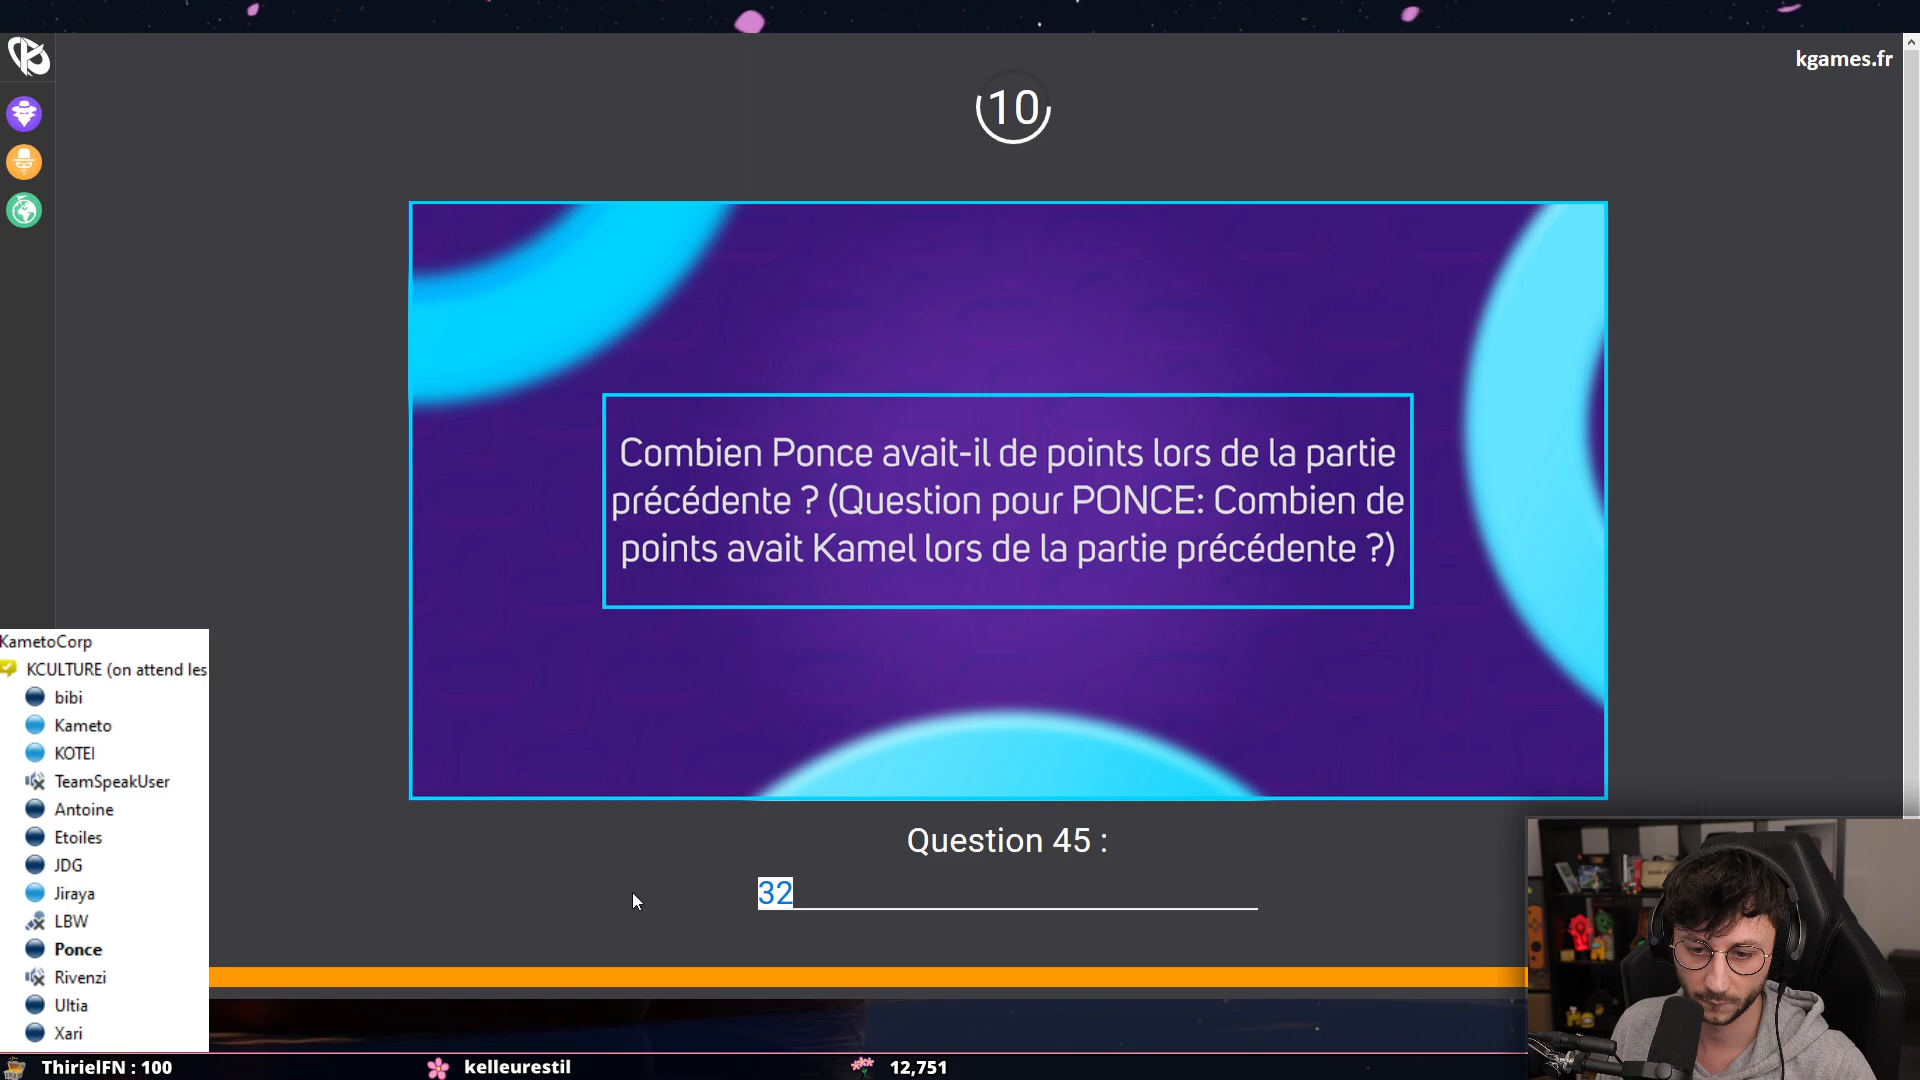 kgames.fr
10
Combien Ponce avait-il de points lors de la partie
précédente ? (Question pour PONCE: Combien de
points avait Kamel lors de la partie précédente ?)
Question 45 :
32
KametoCorp
KCULTURE (on attend les
bibi
Kameto
KOTEI
TeamSpeakUser
Antoine
Etoiles
JDG
Jiraya
LBW
Ponce
Rivenzi
Ultia
Xari
ThirielFN : 100
kelleurestil
12,751